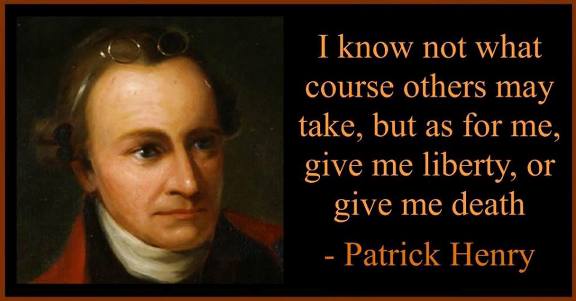 I know not what
course others may
take, but as for me,
give me liberty, or
give me death
- Patrick Henry